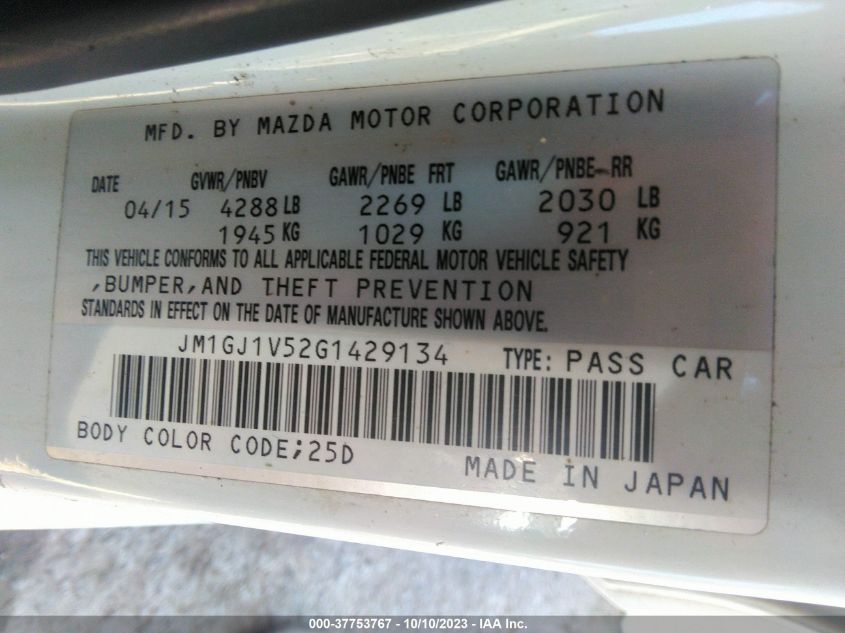 MFD. BY MAZDA MOTOR CORPORATION
DATE GVWR/PNBV GAWR/PNBE FRT GAWR/PNBE RR
04/15 4288 LB 2269 LB 2030 LB
1945 KG 1029 KG 921 KG
THIS VEHICLE CONFORMS TO ALL APPLICABLE FEDERAL MOTOR VEHICLE SAFETY
,BUMPER,AND THEFT PREVENTION
STANDARDS IN EFFECT ON THE DATE OF MANUFACTURE SHOWN ABOVE.
JM1GJ1V52G1429134 TYPE: PASS CAR
BODY COLOR CODE;25D
MADE IN JAPAN
000-37753767 - 10/10/2023 - IAA Inc.